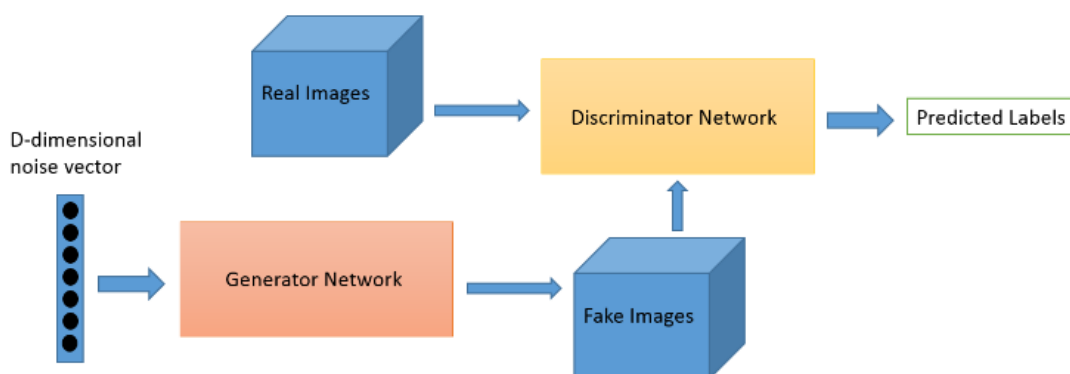 Real Images
Discriminator Network
Predicted Labels
D-dimensional
noise vector
Generator Network
Fake Images